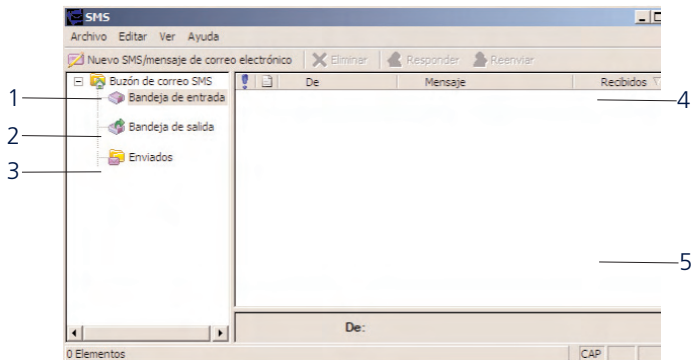 SMS
Archivo Editar Ver Ayuda
Nuevo SMS/mensaje de correo electrónico Eliminar Responder Reenviar
Buzón de correo SMS
De Mensaje Recibidos
1
Bandeja de entrada
4
2
Bandeja de salida
3
Enviados
5
De:
0 Elementos
CAP